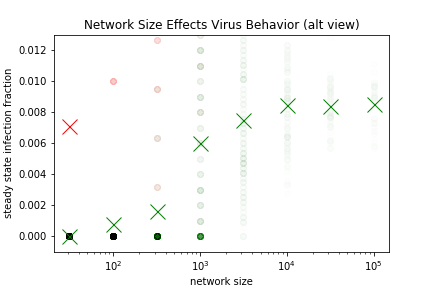 Network Size Effects Virus Behavior (alt view)
steady state infection fraction
0.012
0.010
0.008
0.006
0.004
0.002
0.000
10² 10³ 10⁴ 10⁵
network size